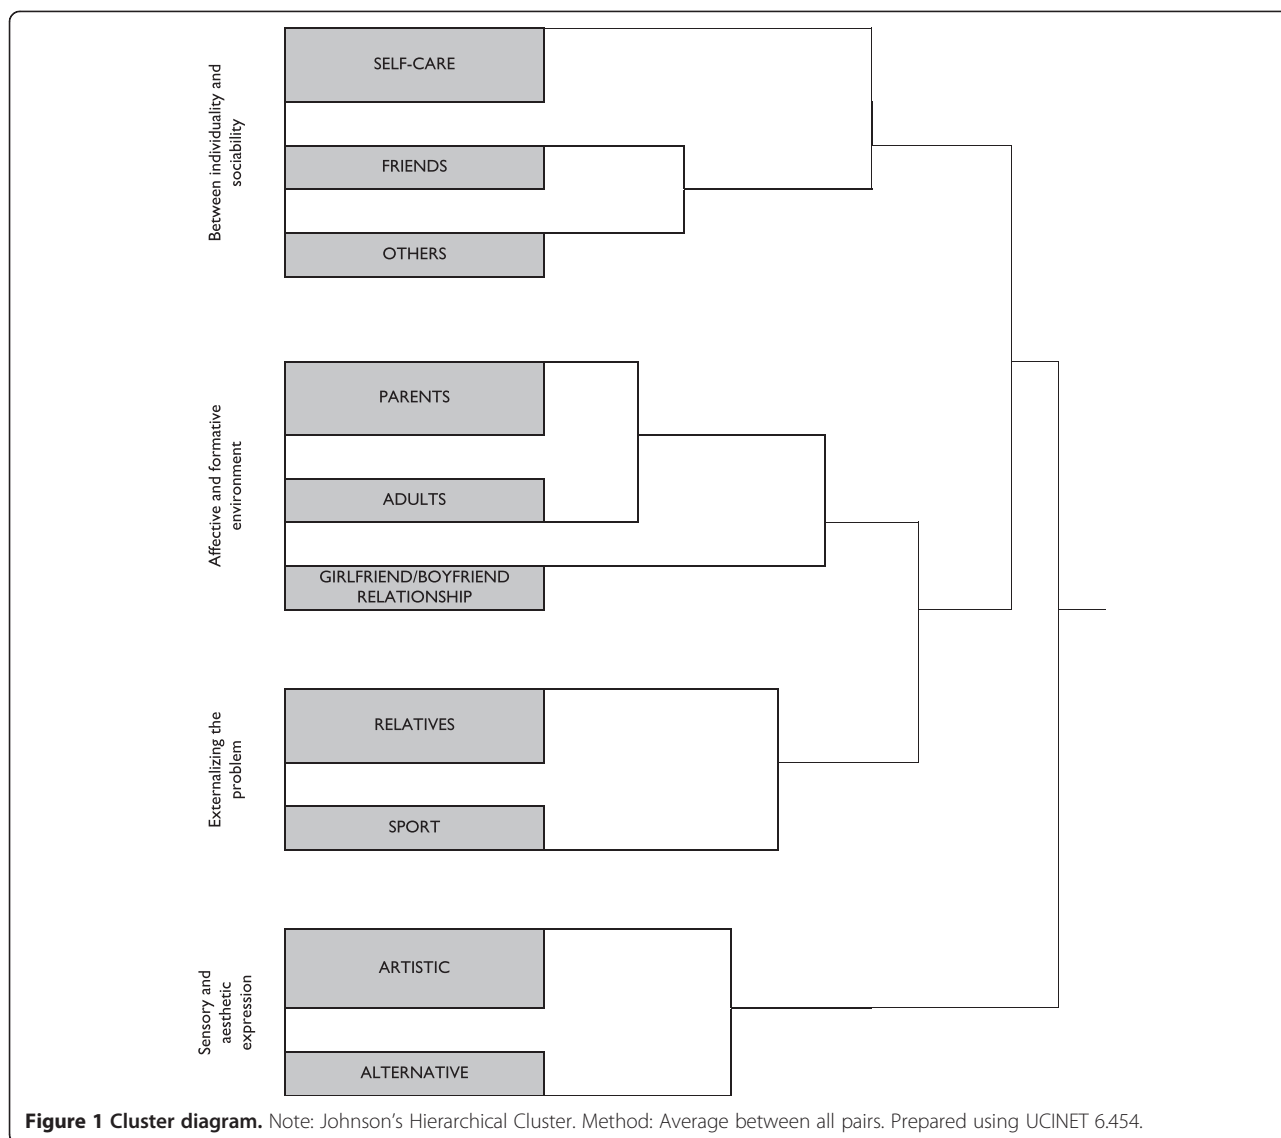 Between individuality and
sociability
SELF-CARE
FRIENDS
OTHERS
Affective and formative
environment
PARENTS
ADULTS
GIRLFRIEND/BOYFRIEND
RELATIONSHIP
Externalizing the
problem
RELATIVES
SPORT
Sensory and
aesthetic
expression
ARTISTIC
ALTERNATIVE
Figure 1 Cluster diagram. Note: Johnson’s Hierarchical Cluster. Method: Average between all pairs. Prepared using UCINET 6.454.